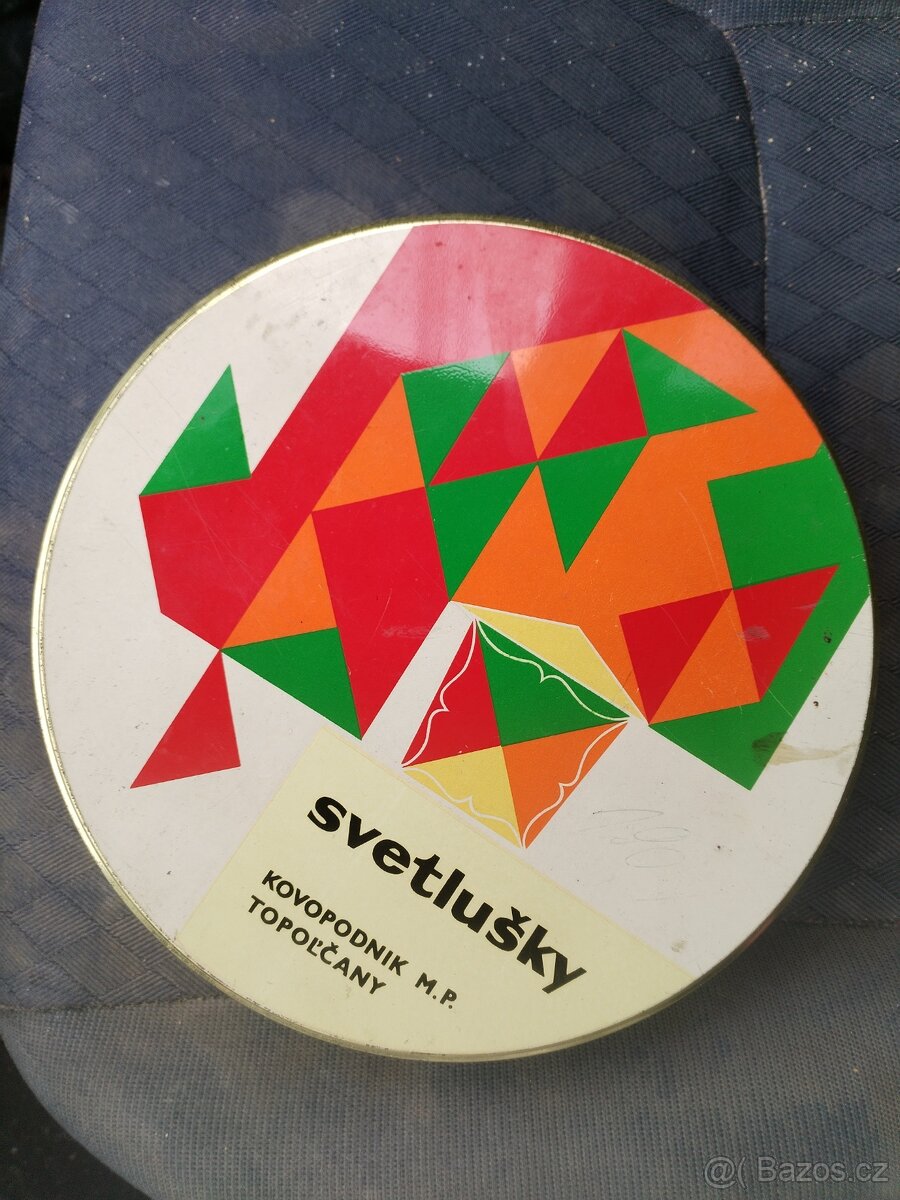 svetlušky
KOVOPODNIK M.P.
TOPOĽČANY
@( Bazos.cz